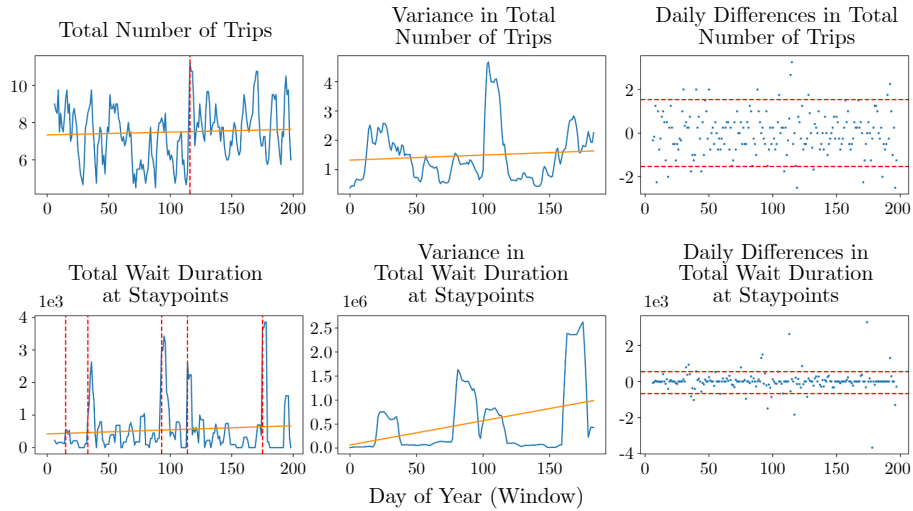 Total Number of Trips
10
8
6
0 50 100 150 200
Variance in Total
Number of Trips
4
3
2
1
0 50 100 150
Daily Differences in Total
Number of Trips
2
0
-2
0 50 100 150 200
Total Wait Duration
at Staypoints
1e3
4
3
2
1
0
0 50 100 150 200
Variance in
Total Wait Duration
at Staypoints
1e6
2.5
2.0
1.5
1.0
0.5
0.0
0 50 100 150
Day of Year (Window)
Daily Differences in
Total Wait Duration
at Staypoints
1e3
2
0
-2
-4
0 50 100 150 200